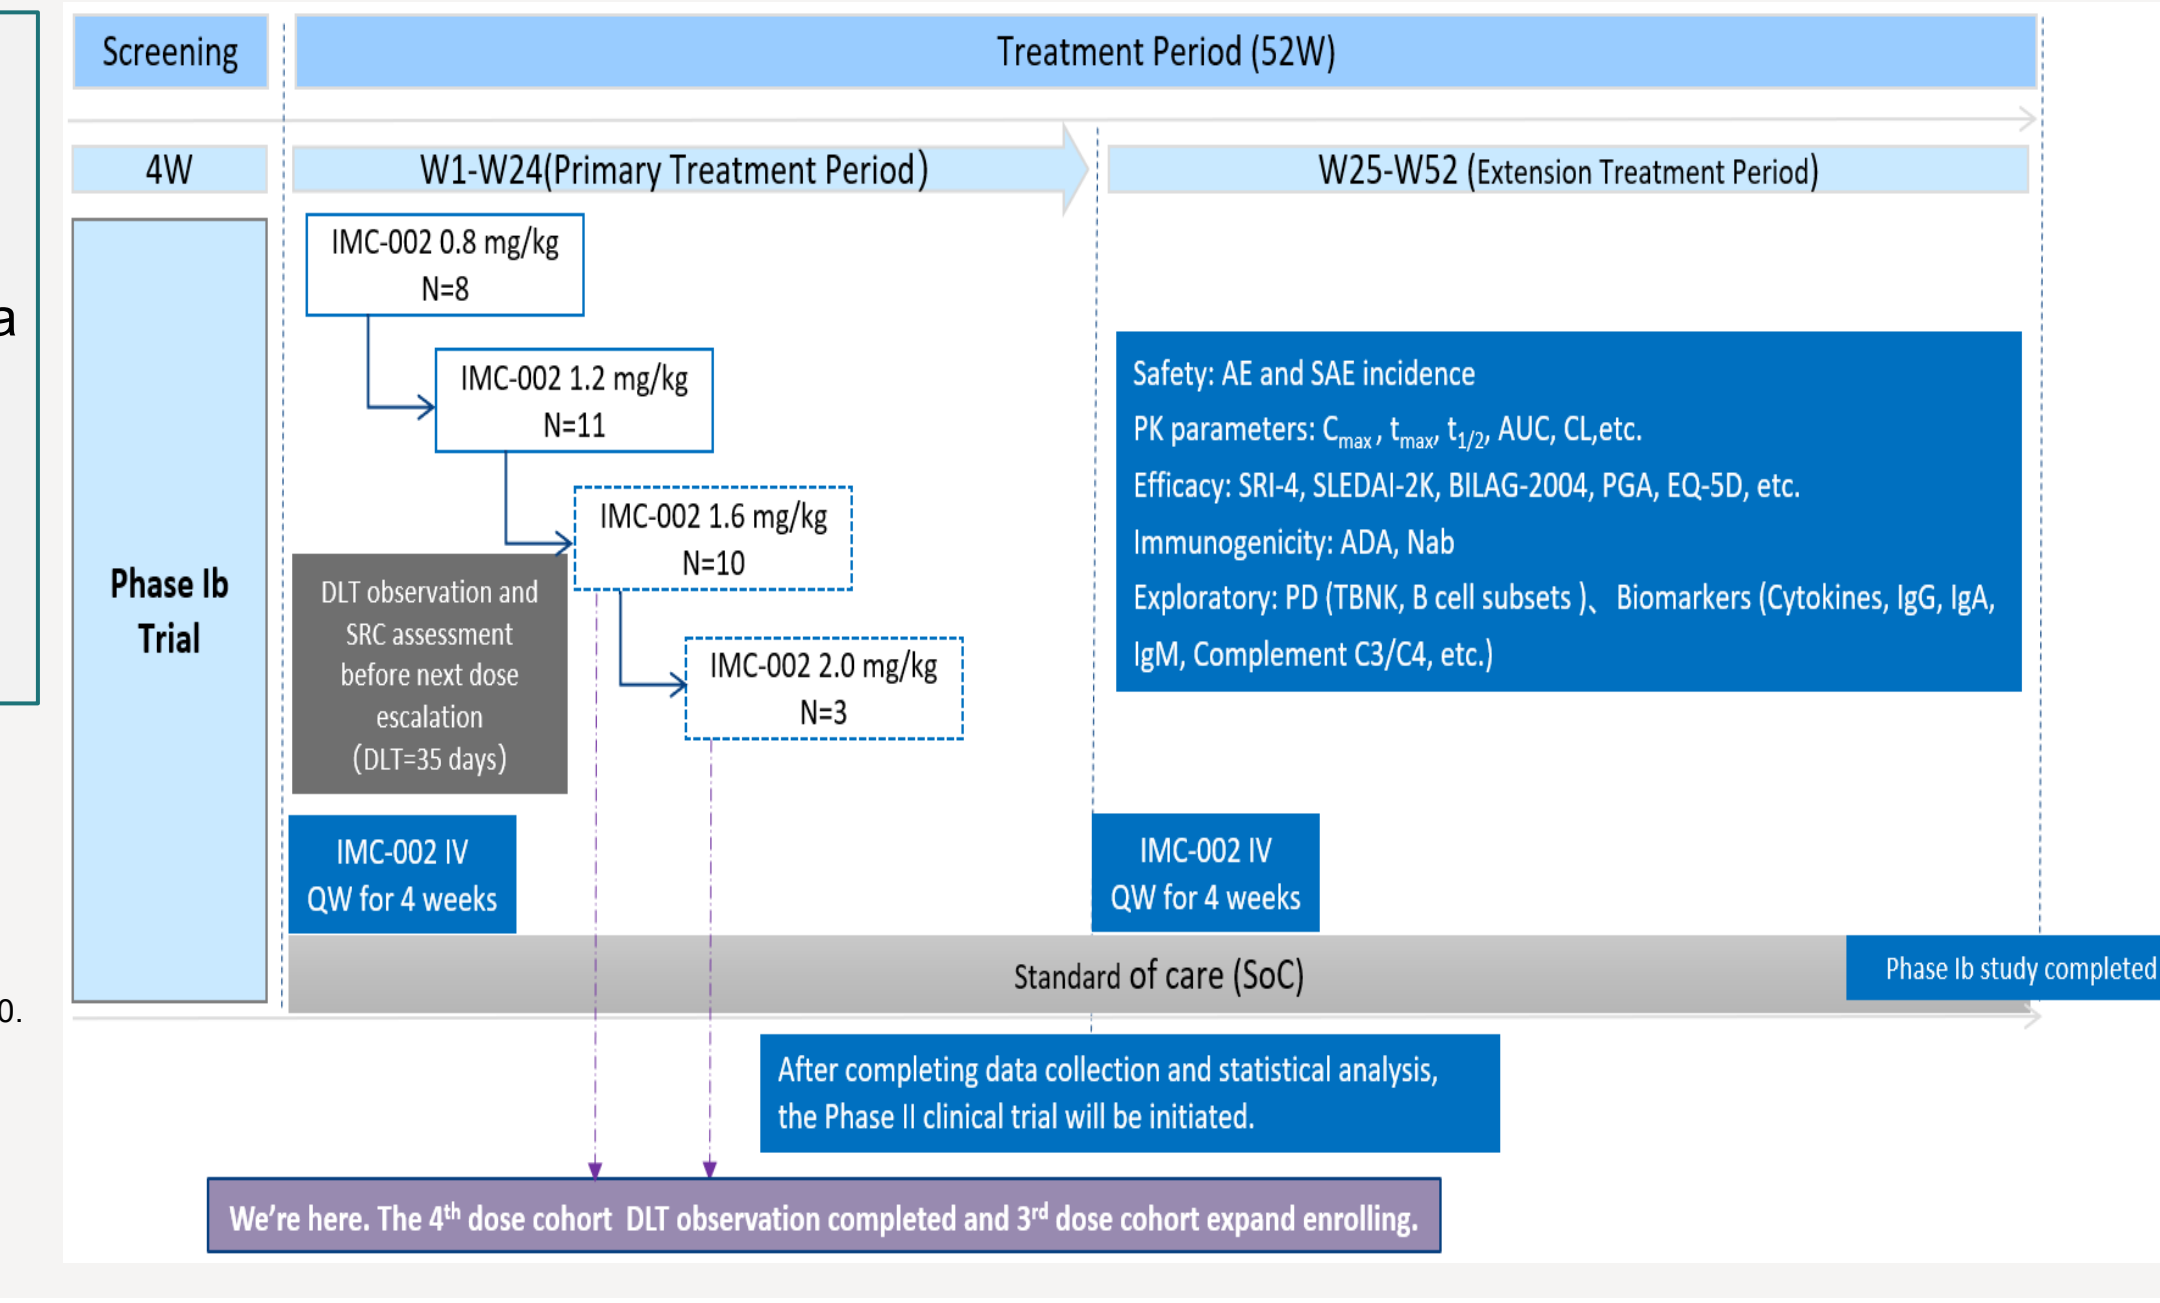 Screening
Treatment Period (52W)
4W
W1-W24(Primary Treatment Period)
W25-W52 (Extension Treatment Period)
a
0.
Phase Ib
Trial
IMC-002 0.8 mg/kg
N=8
IMC-002 1.2 mg/kg
N=11
IMC-002 1.6 mg/kg
N=10
IMC-002 2.0 mg/kg
N=3
DLT observation and
SRC assessment
before next dose
escalation
(DLT=35 days)
Safety: AE and SAE incidence
PK parameters: Cmax , tmax, t1/2, AUC, CL,etc.
Efficacy: SRI-4, SLEDAI-2K, BILAG-2004, PGA, EQ-5D, etc.
Immunogenicity: ADA, Nab
Exploratory: PD (TBNK, B cell subsets )、 Biomarkers (Cytokines, IgG, IgA,
IgM, Complement C3/C4, etc.)
IMC-002 IV
QW for 4 weeks
IMC-002 IV
QW for 4 weeks
Standard of care (SoC)
Phase Ib study completed
After completing data collection and statistical analysis,
the Phase II clinical trial will be initiated.
We’re here. The 4th dose cohort DLT observation completed and 3rd dose cohort expand enrolling.